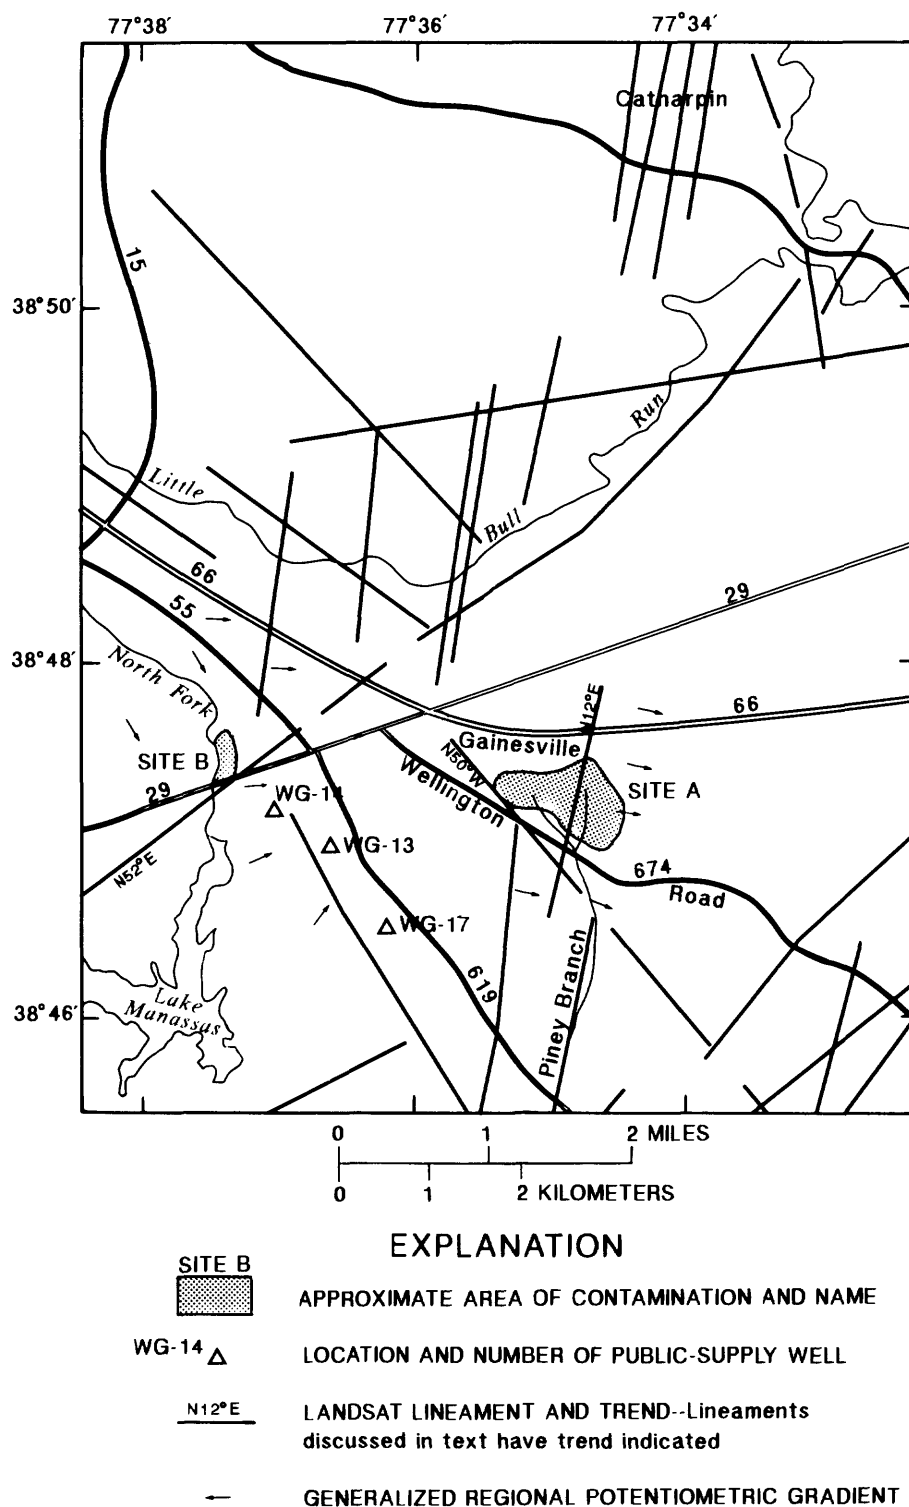 77°38′ 77°36′ 77°34′
Catharpin
15
38°50′
Run
Little
Bull
66
29
55
38°48′
North Fork
N12°E
66
Gainesville
SITE B
N50°W
SITE A
Wellington
29
WG-14
WG-13
674
N52°E
Road
WG-17
619
Piney Branch
Lake
Manassas
38°46′
0 1 2 MILES
0 1 2 KILOMETERS
EXPLANATION
SITE B
APPROXIMATE AREA OF CONTAMINATION AND NAME
WG-14 LOCATION AND NUMBER OF PUBLIC-SUPPLY WELL
N12°E LANDSAT LINEAMENT AND TREND--Lineaments
discussed in text have trend indicated
GENERALIZED REGIONAL POTENTIOMETRIC GRADIENT